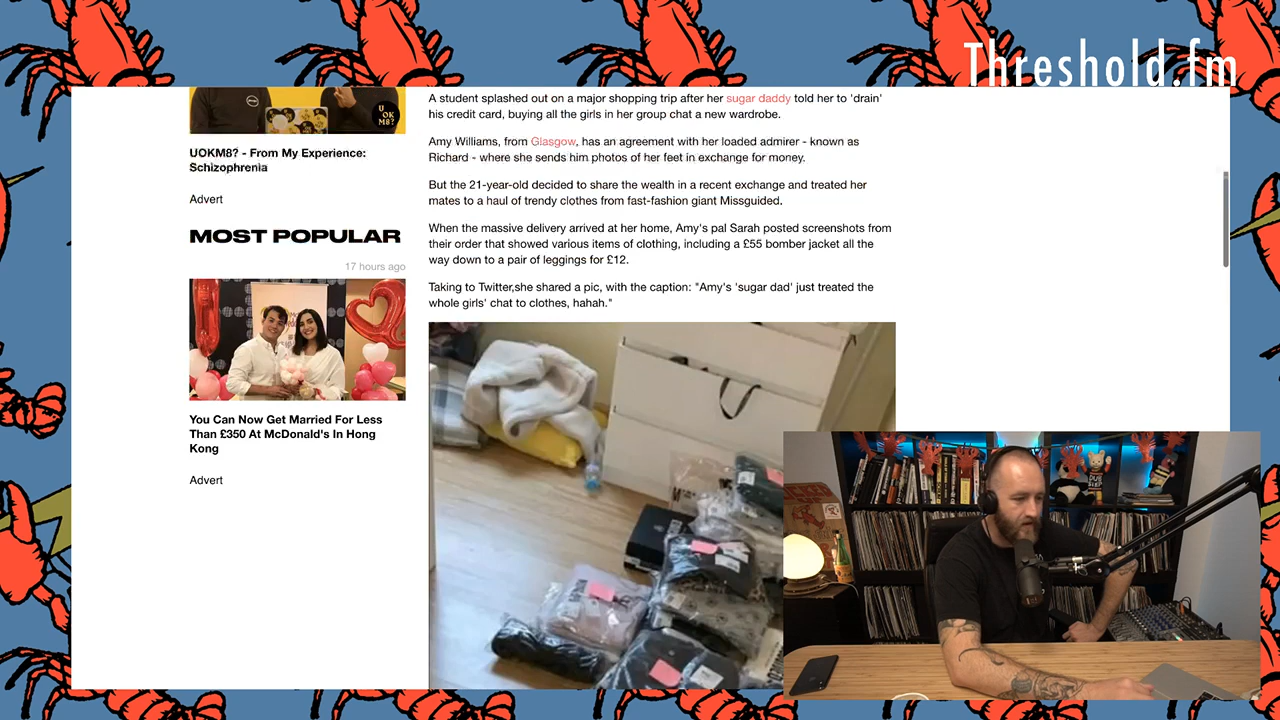 Threshold.fm
UOKM8? - From My Experience:
Schizophrenia
Advert
MOST POPULAR
17 hours ago
You Can Now Get Married For Less
Than £350 At McDonald's In Hong
Kong
Advert
A student splashed out on a major shopping trip after her sugar daddy told her to 'drain'
his credit card, buying all the girls in her group chat a new wardrobe.
Amy Williams, from Glasgow, has an agreement with her loaded admirer - known as
Richard - where she sends him photos of her feet in exchange for money.
But the 21-year-old decided to share the wealth in a recent exchange and treated her
mates to a haul of trendy clothes from fast-fashion giant Missguided.
When the massive delivery arrived at her home, Amy's pal Sarah posted screenshots from
their order that showed various items of clothing, including a £55 bomber jacket all the
way down to a pair of leggings for £12.
Taking to Twitter,she shared a pic, with the caption: "Amy's 'sugar dad' just treated the
whole girls' chat to clothes, hahah."